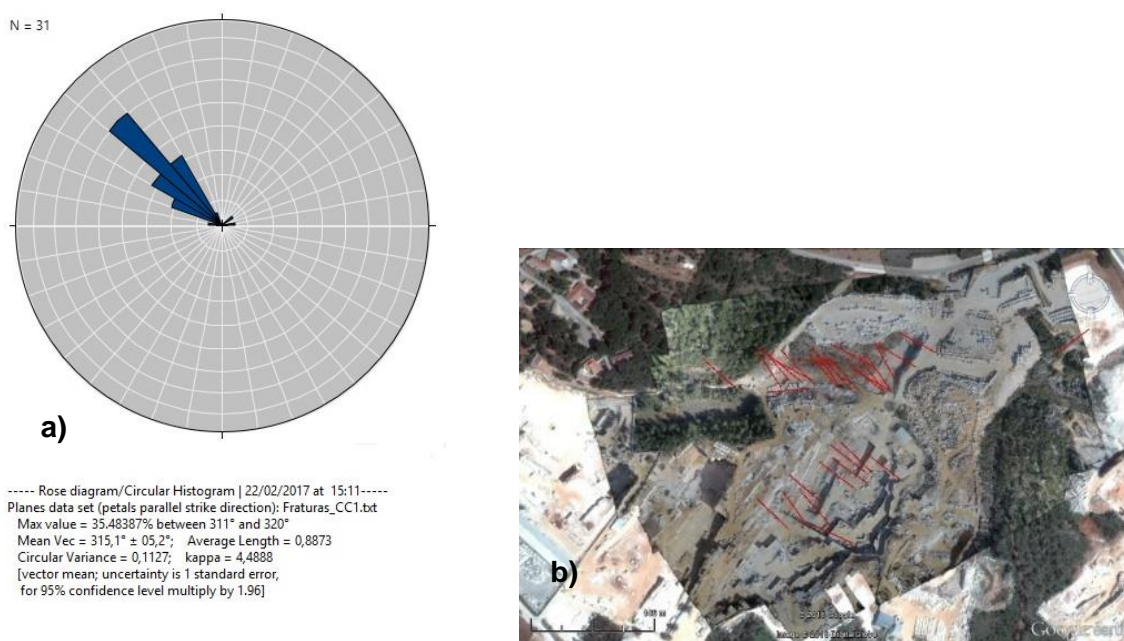 N = 31
a)
----- Rose diagram/Circular Histogram | 22/02/2017 at 15:11-----
Planes data set (petals parallel strike direction): Fraturas_CC1.txt
Max value = 35.48387% between 311° and 320°
Mean Vec = 315,1° ± 05,2°; Average Length = 0,8873
Circular Variance = 0,1127; kappa = 4,4888
[vector mean; uncertainty is 1 standard error,
for 95% confidence level multiply by 1.96]
b)
Google earth